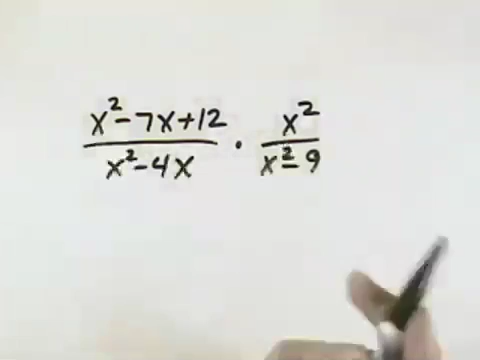 x² - 7x + 12 / x² - 4x · x² / x² - 9